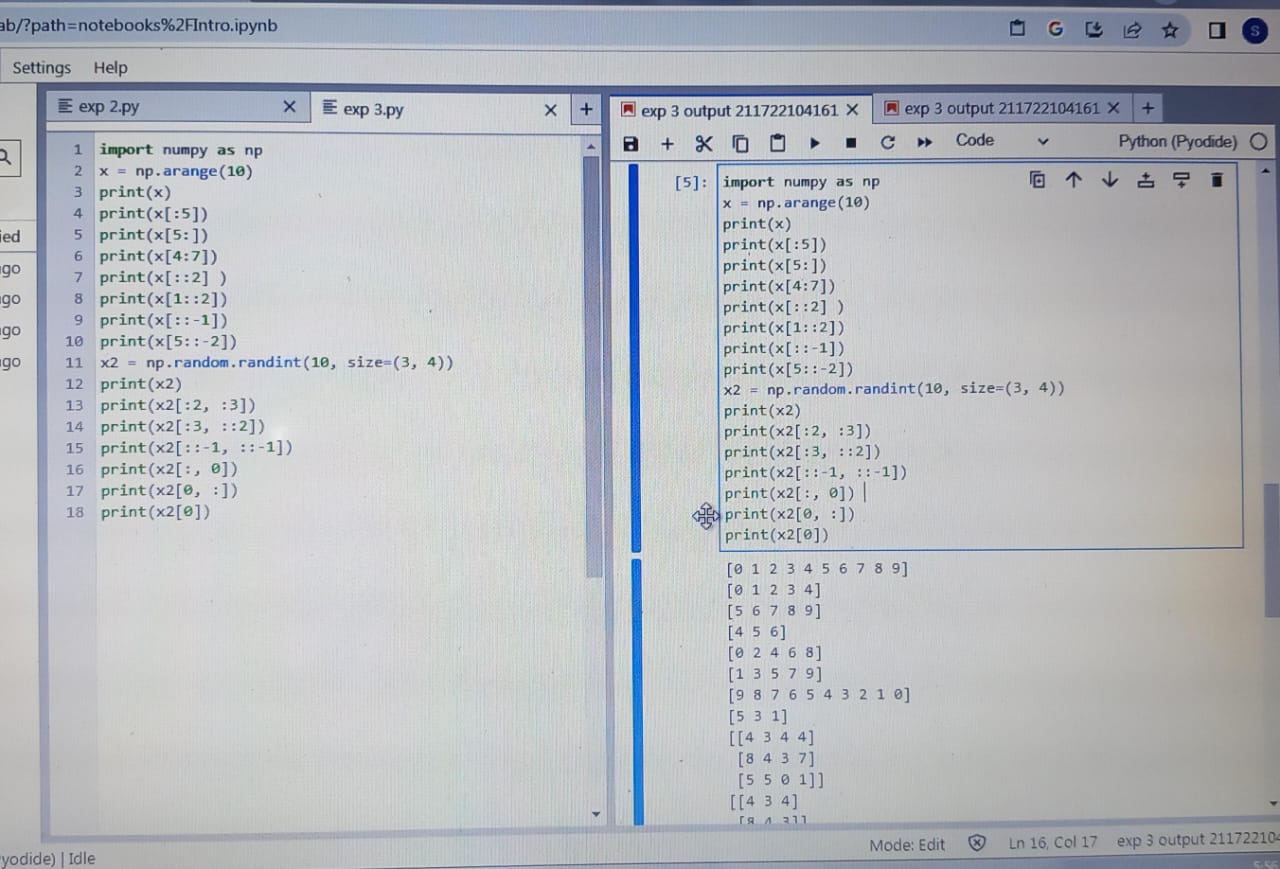 ab/?path=notebooks%2FIntro.ipynb
G
S
Settings Help
exp 2.py
exp 3.py
+
1 import numpy as np
2 x = np.arange(10)
3 print(x)
4 print(x[:5])
5 print(x[5:])
6 print(x[4:7])
7 print(x[::2] )
8 print(x[1::2])
9 print(x[::-1])
10 print(x[5::-2])
11 x2 = np.random.randint(10, size=(3, 4))
12 print(x2)
13 print(x2[:2, :3])
14 print(x2[:3, ::2])
15 print(x2[::-1, ::-1])
16 print(x2[:, 0])
17 print(x2[0, :])
18 print(x2[0])
ied
go
go
go
go
yodide) | Idle
exp 3 output 211722104161
exp 3 output 211722104161
+
Code
Python (Pyodide)
[5]: import numpy as np
x = np.arange(10)
print(x)
print(x[:5])
print(x[5:])
print(x[4:7])
print(x[::2] )
print(x[1::2])
print(x[::-1])
print(x[5::-2])
x2 = np.random.randint(10, size=(3, 4))
print(x2)
print(x2[:2, :3])
print(x2[:3, ::2])
print(x2[::-1, ::-1])
print(x2[:, 0])
print(x2[0, :])
print(x2[0])
[0 1 2 3 4 5 6 7 8 9]
[0 1 2 3 4]
[5 6 7 8 9]
[4 5 6]
[0 2 4 6 8]
[1 3 5 7 9]
[9 8 7 6 5 4 3 2 1 0]
[5 3 1]
[[4 3 4 4]
[8 4 3 7]
[5 5 0 1]]
[[4 3 4]
[8 4 3]]
Mode: Edit
Ln 16, Col 17
exp 3 output 21172210